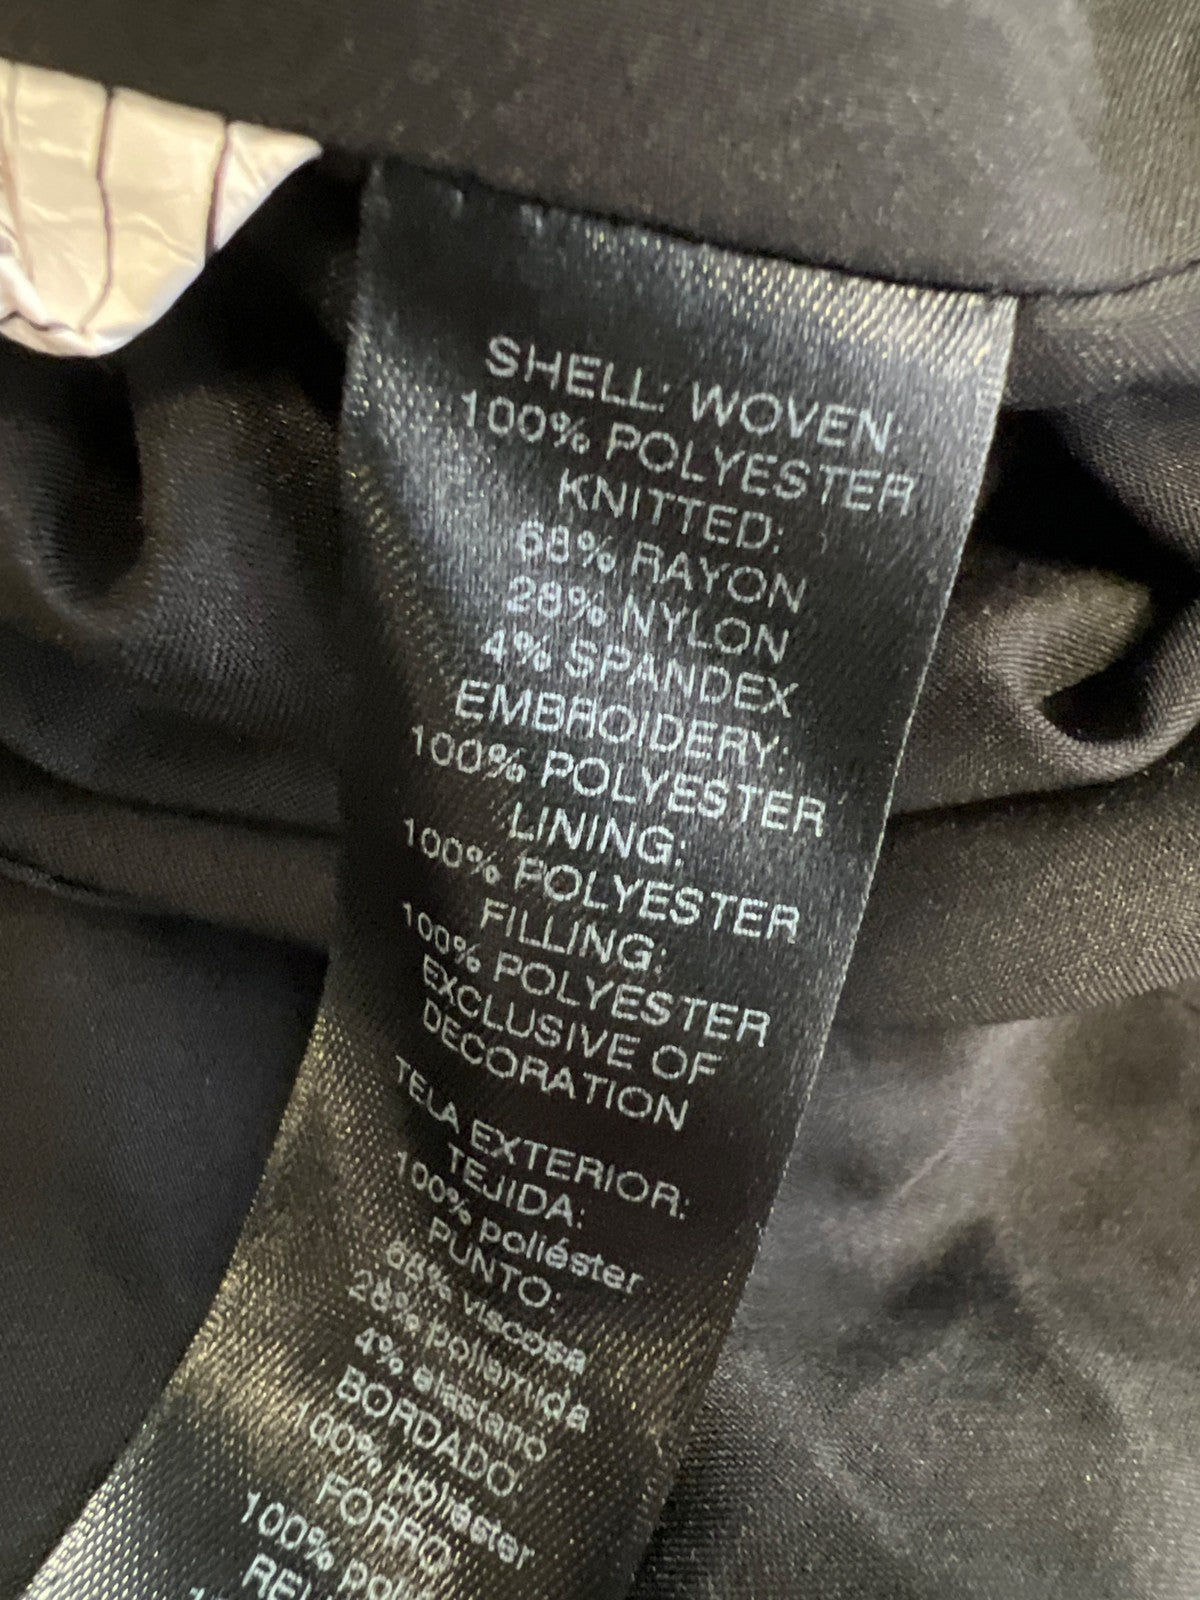 SHELL: WOVEN:
100% POLYESTER
KNITTED:
68% RAYON
28% NYLON
4% SPANDEX
EMBROIDERY:
100% POLYESTER
LINING:
100% POLYESTER
FILLING:
100% POLYESTER
EXCLUSIVE OF
DECORATION
TELA EXTERIOR:
TEJIDA:
100% poliéster
PUNTO:
68% viscosa
28% poliamida
4% elastano
BORDADO:
100% poliéster
FORRO:
100%